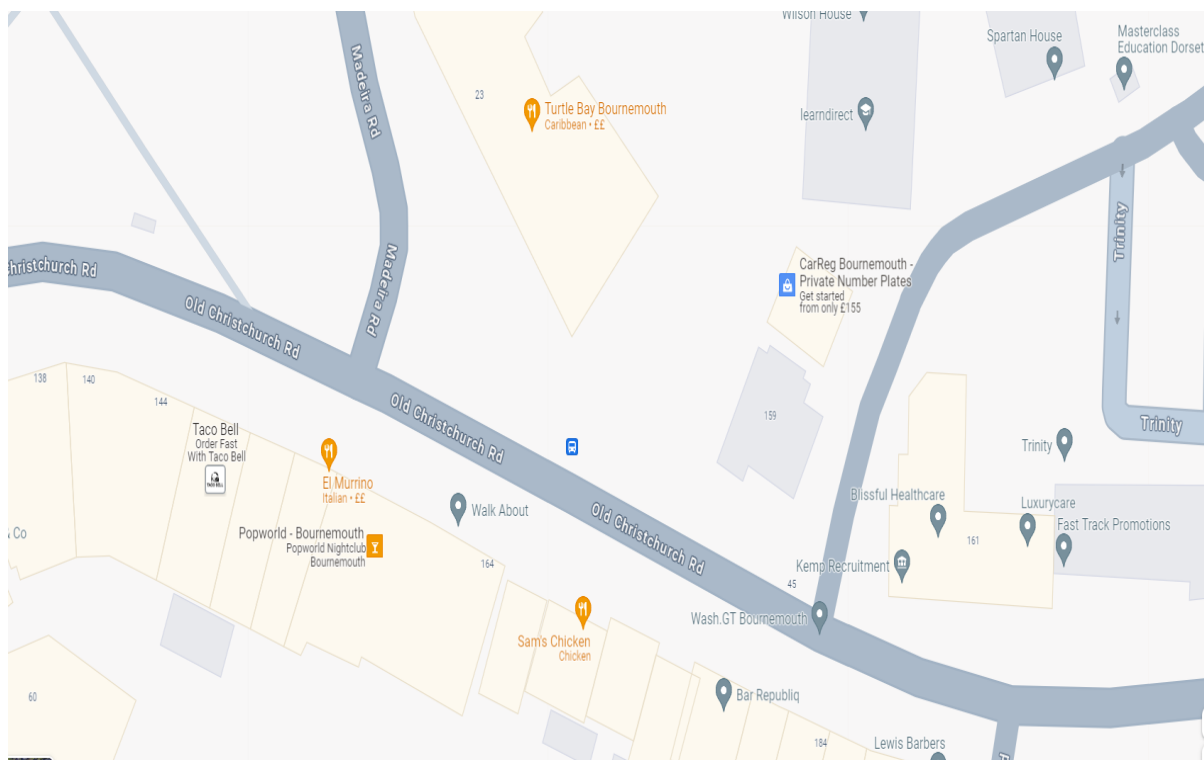 Wilson House
Spartan House
Masterclass
Education Dorset
Madeira Rd
23
Turtle Bay Bournemouth
Caribbean • ££
learndirect
Trinity
hristchurch Rd
Madeira Rd
CarReg Bournemouth -
Private Number Plates
Get started
from only £155
Old Christchurch Rd
138
140
144
Old Christchurch Rd
159
Taco Bell
Order Fast
With Taco Bell
TACO BELL
Trinity
Trinity
El Murrino
Italian • ££
Walk About
Blissful Healthcare
Luxurycare
Old Christchurch Rd
Fast Track Promotions
& Co
Popworld - Bournemouth
Popworld Nightclub
Bournemouth
161
164
Kemp Recruitment
45
Wash.GT Bournemouth
Sam's Chicken
Chicken
60
Bar Republiq
184
Lewis Barbers